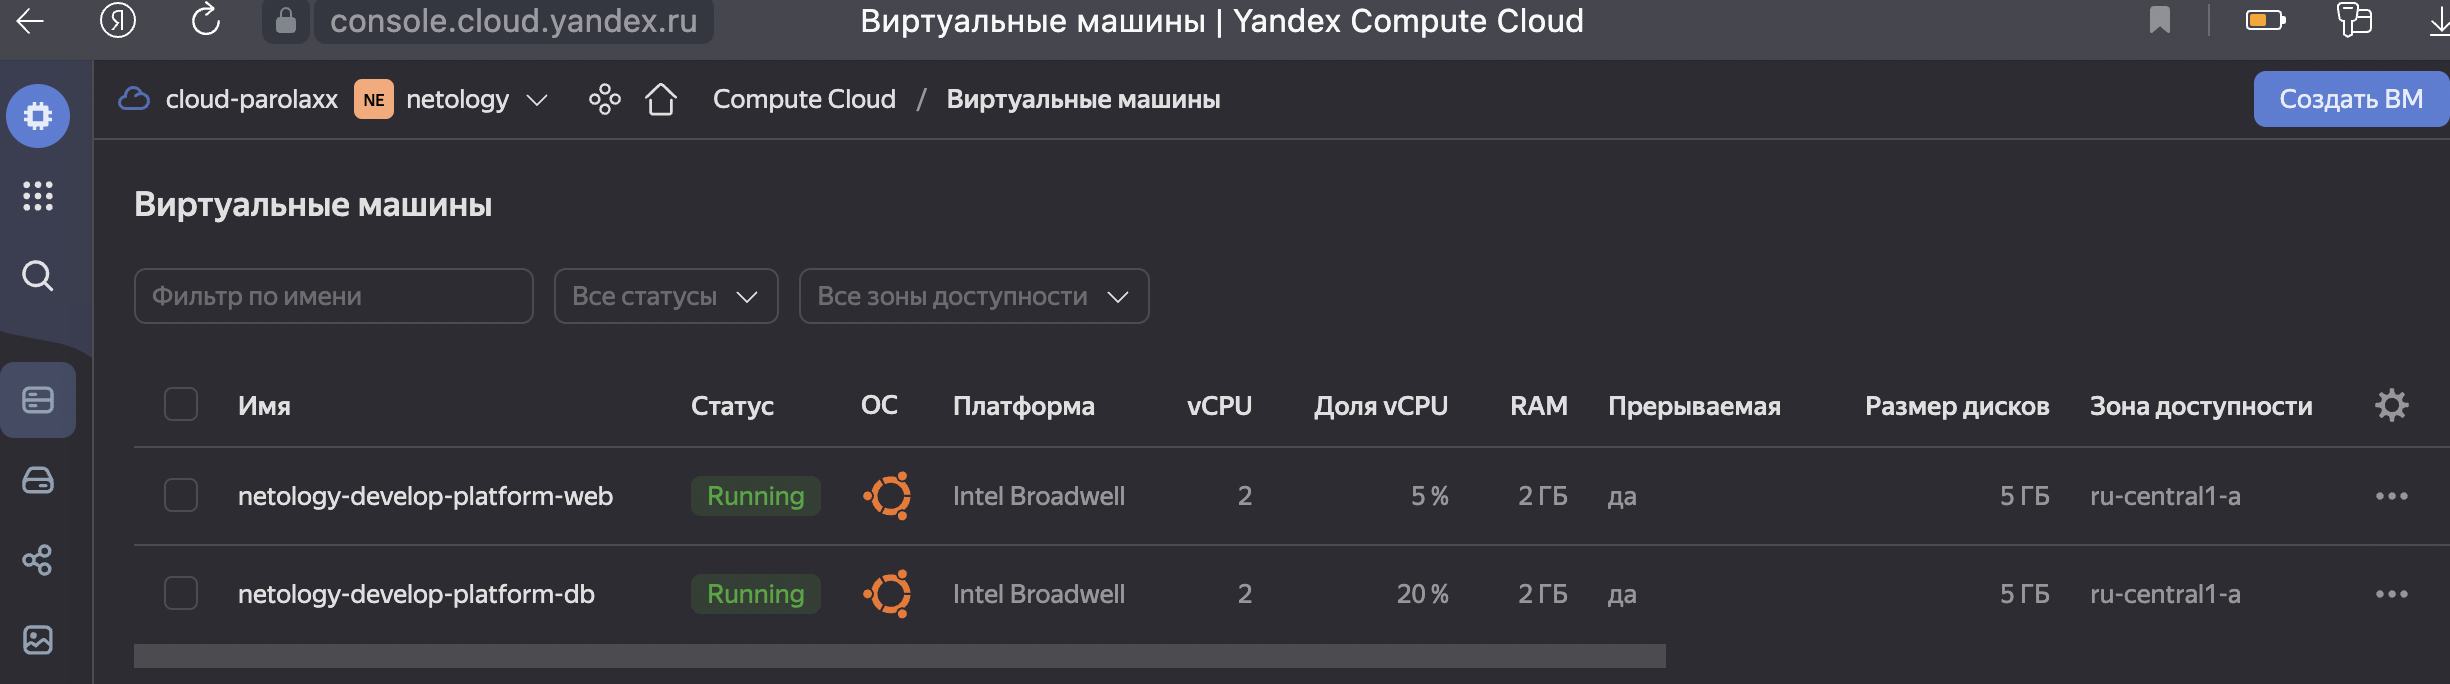 console.cloud.yandex.ru Виртуальные машины | Yandex Compute Cloud
cloud-parolaxx NE netology Compute Cloud / Виртуальные машины Создать ВМ
Виртуальные машины
Фильтр по имени Все статусы Все зоны доступности
Имя Статус ОС Платформа vCPU Доля vCPU RAM Прерываемая Размер дисков Зона доступности
netology-develop-platform-web Running Intel Broadwell 2 5 % 2 ГБ да 5 ГБ ru-central1-a
netology-develop-platform-db Running Intel Broadwell 2 20 % 2 ГБ да 5 ГБ ru-central1-a